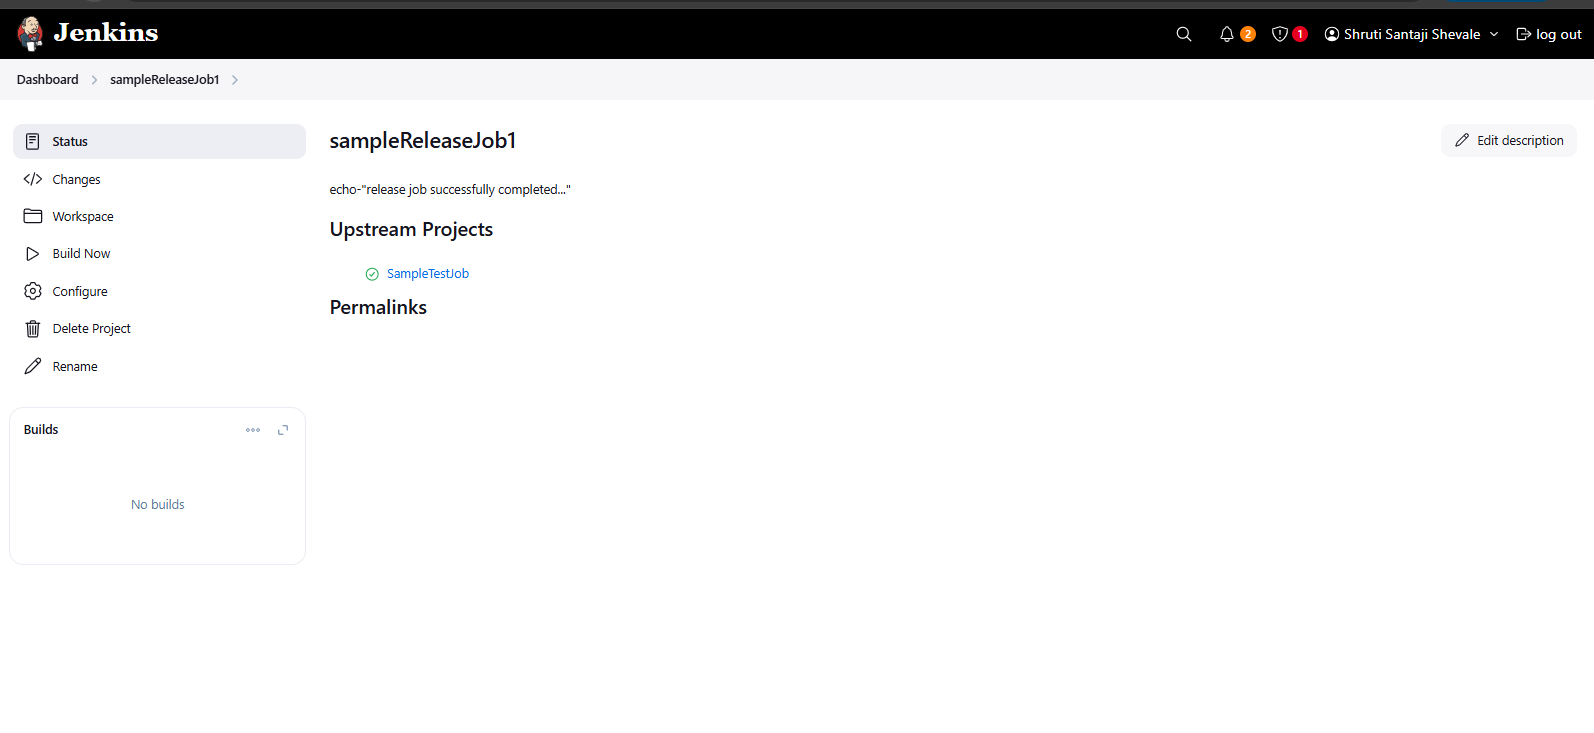 Jenkins
2
1
Shruti Santaji Shevale
log out
Dashboard
sampleReleaseJob1
Status
Changes
Workspace
Build Now
Configure
Delete Project
Rename
Builds
No builds
sampleReleaseJob1
Edit description
echo-"release job successfully completed..."
Upstream Projects
SampleTestJob
Permalinks